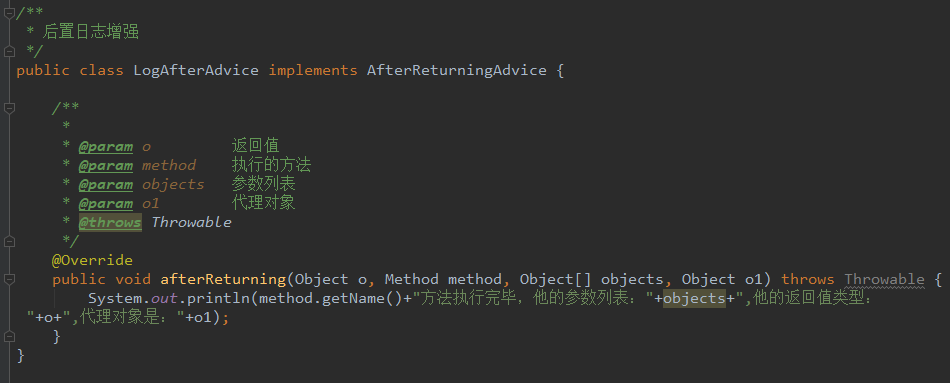 /**
 * 后置日志增强
 */
public class LogAfterAdvice implements AfterReturningAdvice {
/**
 *
 * @param o 返回值
 * @param method 执行的方法
 * @param objects 参数列表
 * @param o1 代理对象
 * @throws Throwable
 */
@Override
public void afterReturning(Object o, Method method, Object[] objects, Object o1) throws Throwable {
System.out.println(method.getName()+"方法执行完毕，他的参数列表："+objects+",他的返回值类型：
"+o+",代理对象是："+o1);
}
}